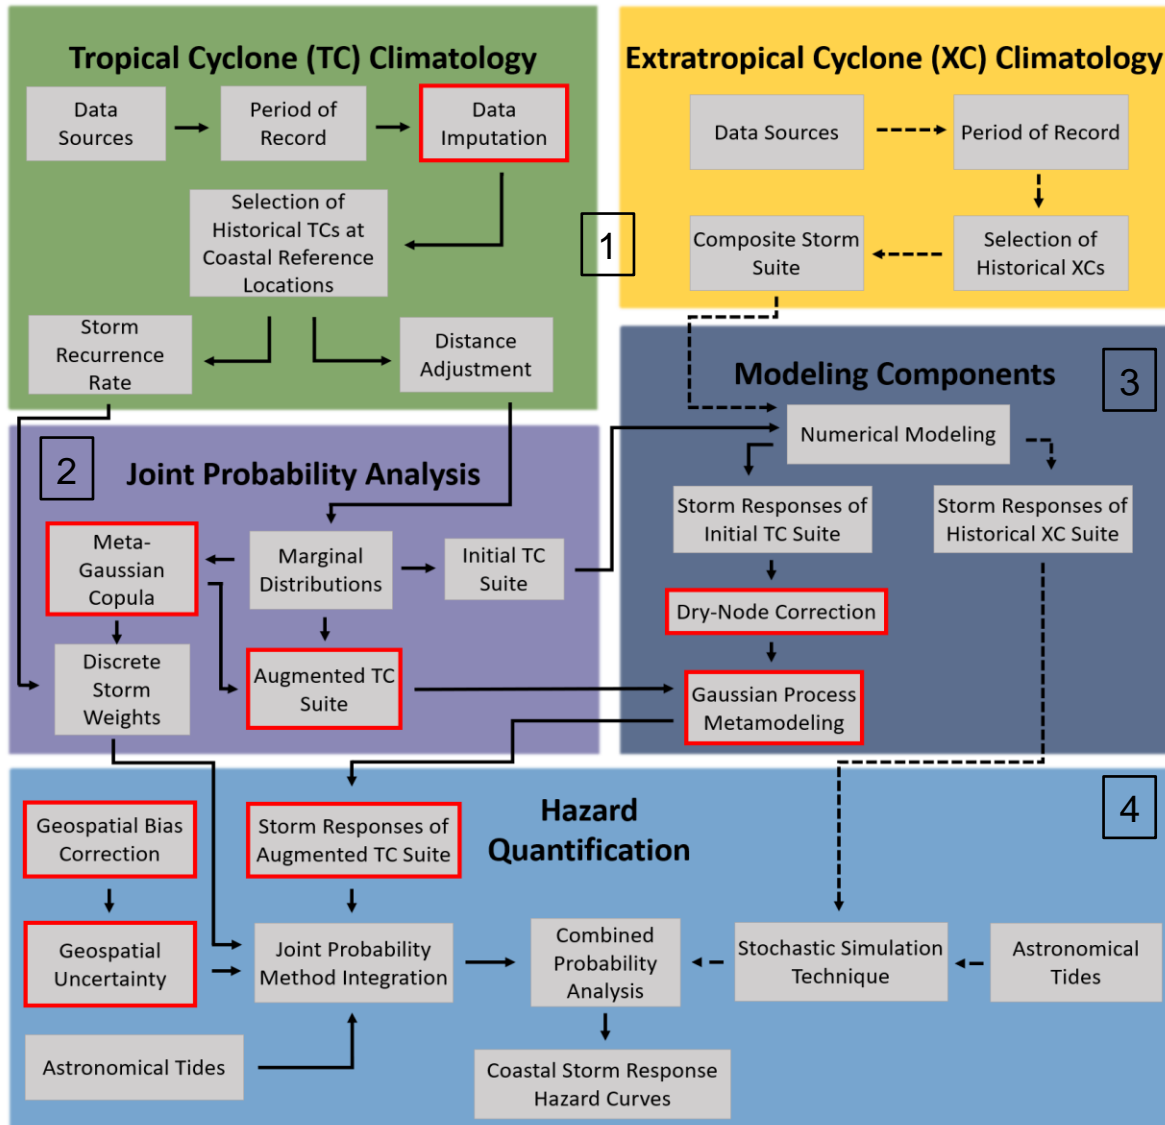 Tropical Cyclone (TC) Climatology
Data
Sources
Period of
Record
Data
Imputation
Selection of
Historical TCs at
Coastal Reference
Locations
Storm
Recurrence
Rate
Distance
Adjustment
1
Extratropical Cyclone (XC) Climatology
Data Sources
Period of Record
Composite Storm
Suite
Selection of
Historical XCs
2
Joint Probability Analysis
Meta-
Gaussian
Copula
Marginal
Distributions
Initial TC
Suite
Discrete
Storm
Weights
Augmented TC
Suite
Modeling Components
3
Numerical Modeling
Storm Responses of
Initial TC Suite
Storm Responses of
Historical XC Suite
Dry-Node Correction
Gaussian Process
Metamodeling
Hazard
Quantification
4
Geospatial Bias
Correction
Storm Responses of
Augmented TC Suite
Geospatial
Uncertainty
Joint Probability
Method Integration
Combined
Probability
Analysis
Stochastic Simulation
Technique
Astronomical
Tides
Astronomical Tides
Coastal Storm Response
Hazard Curves